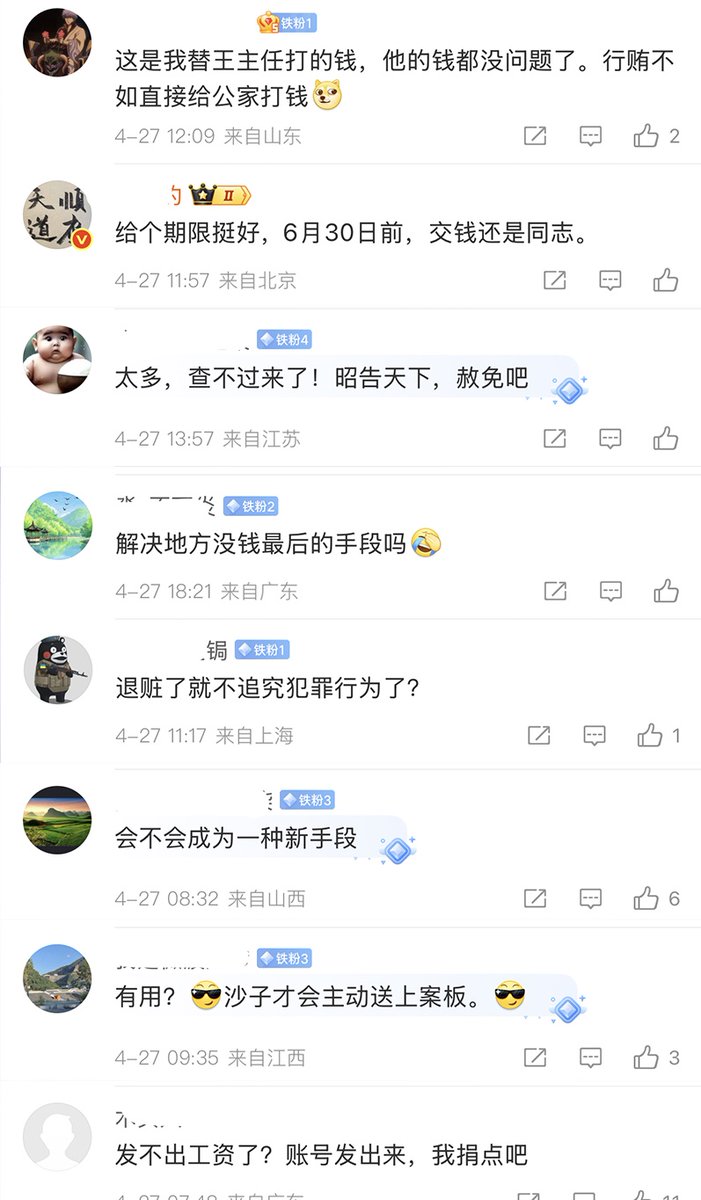 铁粉1
这是我替王主任打的钱，他的钱都没问题了。行贿不
如直接给公家打钱
4-27 12:09 来自山东
2
II
给个期限挺好，6月30日前，交钱还是同志。
4-27 11:57 来自北京
铁粉4
太多，查不过来了！昭告天下，赦免吧
4-27 13:57 来自江苏
铁粉2
解决地方没钱最后的手段吗
4-27 18:21 来自广东
锅 铁粉1
退赃了就不追究犯罪行为了？
4-27 11:17 来自上海
1
铁粉3
会不会成为一种新手段
4-27 08:32 来自山西
6
铁粉3
有用？沙子才会主动送上案板。
4-27 09:35 来自江西
3
发不出工资了？账号发出来，我捐点吧